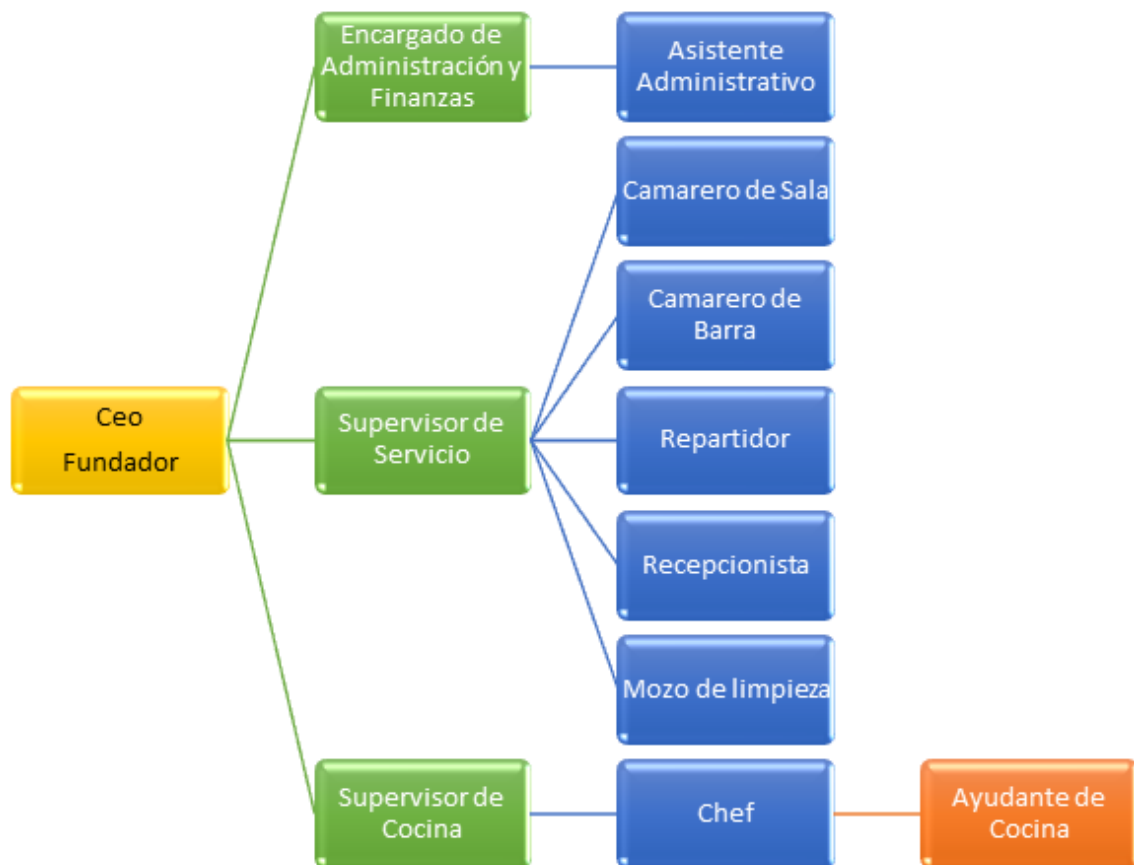 Encargado de
Administración y
Finanzas
Asistente
Administrativo
Camarero de Sala
Camarero de
Barra
Ceo
Fundador
Supervisor de
Servicio
Repartidor
Recepcionista
Mozo de limpieza
Supervisor de
Cocina
Chef
Ayudante de
Cocina